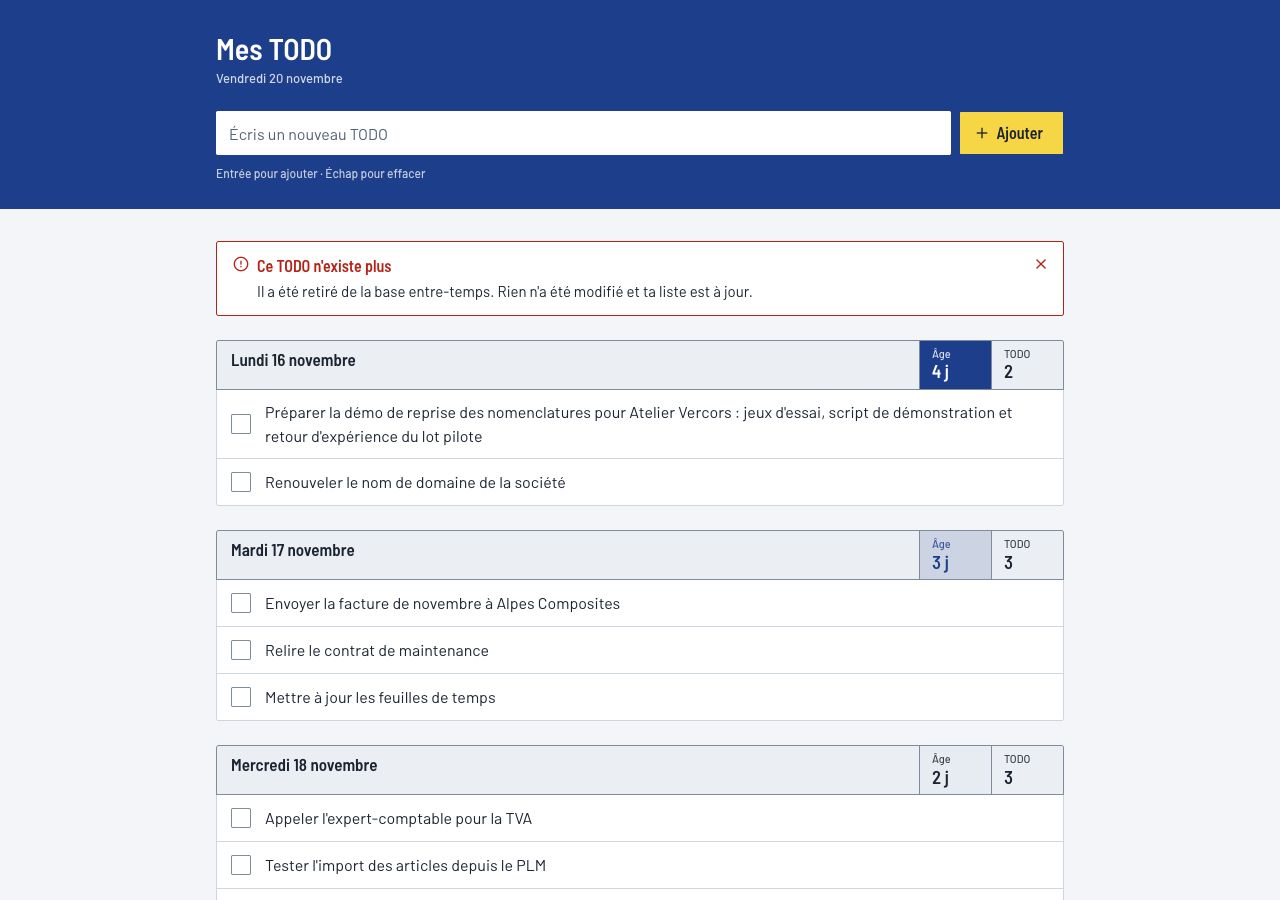 Mes TODO
Vendredi 20 novembre
Écris un nouveau TODO
Ajouter
Entrée pour ajouter · Échap pour effacer
Ce TODO n'existe plus
Il a été retiré de la base entre-temps. Rien n'a été modifié et ta liste est à jour.
Lundi 16 novembre
Âge
4 j
TODO
2
Préparer la démo de reprise des nomenclatures pour Atelier Vercors : jeux d'essai, script de démonstration et
retour d'expérience du lot pilote
Renouveler le nom de domaine de la société
Mardi 17 novembre
Âge
3 j
TODO
3
Envoyer la facture de novembre à Alpes Composites
Relire le contrat de maintenance
Mettre à jour les feuilles de temps
Mercredi 18 novembre
Âge
2 j
TODO
3
Appeler l'expert-comptable pour la TVA
Tester l'import des articles depuis le PLM